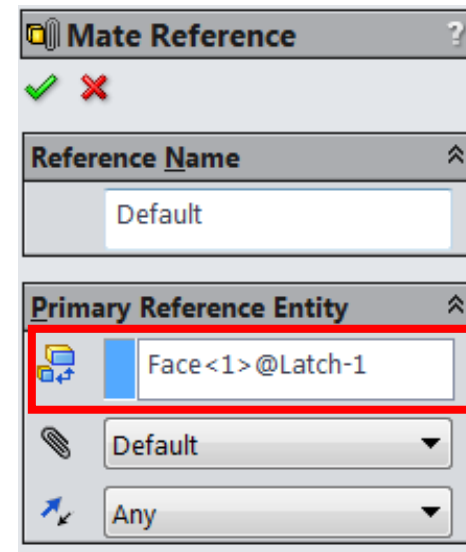 Mate Reference ?
Reference Name
Default
Primary Reference Entity
Face<1>@Latch-1
Default
Any